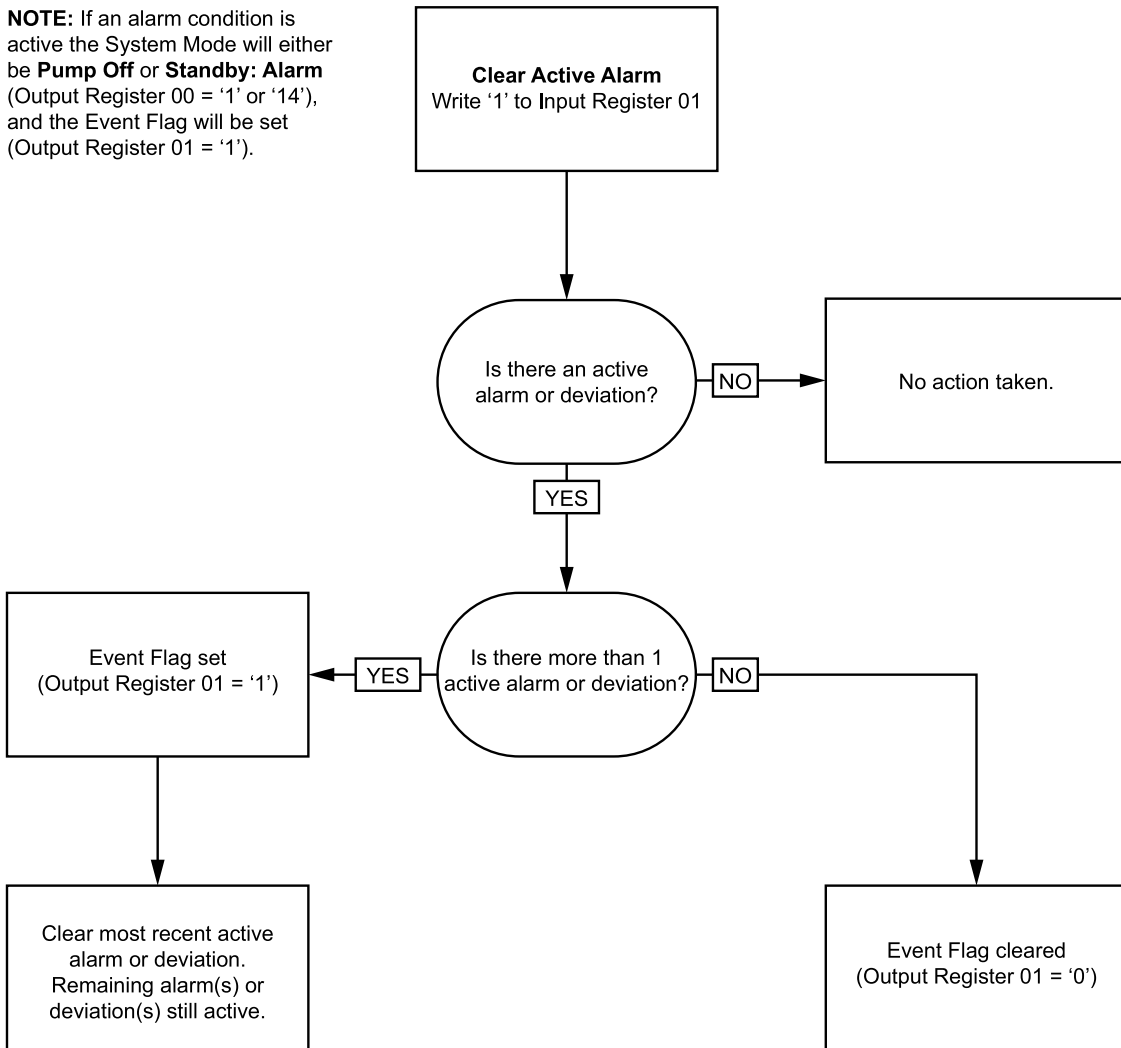 NOTE: If an alarm condition is
active the System Mode will either
be Pump Off or Standby: Alarm
(Output Register 00 = ‘1’ or ‘14’),
and the Event Flag will be set
(Output Register 01 = ‘1’).
Clear Active Alarm
Write ‘1’ to Input Register 01
Is there an active
alarm or deviation?
NO
No action taken.
YES
Is there more than 1
active alarm or deviation?
YES
Event Flag set
(Output Register 01 = ‘1’)
NO
Clear most recent active
alarm or deviation.
Remaining alarm(s) or
deviation(s) still active.
Event Flag cleared
(Output Register 01 = ‘0’)